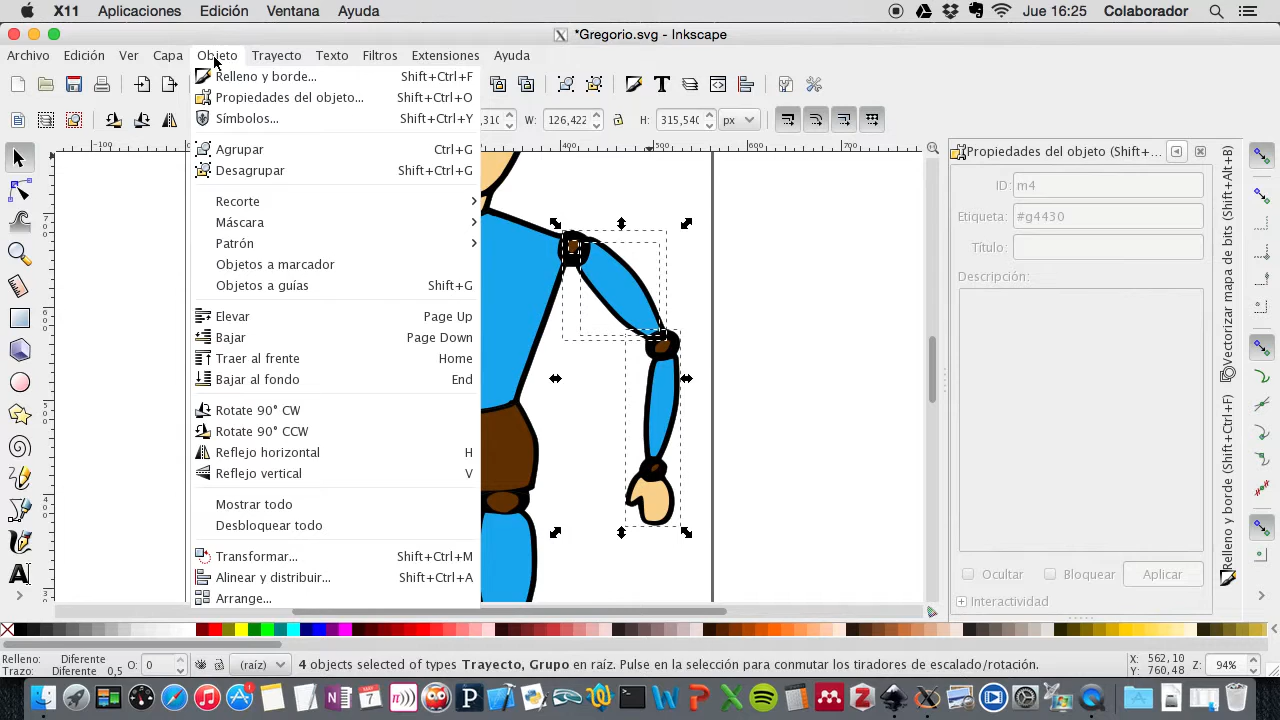 X11 Aplicaciones Edición Ventana Ayuda Jue 16:25 Colaborador
*Gregorio.svg - Inkscape
Archivo Edición Ver Capa Objeto Trayecto Texto Filtros Extensiones Ayuda
Relleno y borde... Shift+Ctrl+F
Propiedades del objeto... Shift+Ctrl+O
Símbolos... Shift+Ctrl+Y
Agrupar Ctrl+G
Desagrupar Shift+Ctrl+G
Recorte
Máscara
Patrón
Objetos a marcador
Objetos a guías Shift+G
Elevar Page Up
Bajar Page Down
Traer al frente Home
Bajar al fondo End
Rotate 90° CW
Rotate 90° CCW
Reflejo horizontal H
Reflejo vertical V
Mostrar todo
Desbloquear todo
Transformar... Shift+Ctrl+M
Alinear y distribuir... Shift+Ctrl+A
Arrange...
,310 W: 126,422 H: 315,540 px
-100 400 500 600 700
Propiedades del objeto (Shift+...
ID: m4
Etiqueta: #g4430
Título:
Descripción:
Ocultar Bloquear Aplicar
Interactividad
Vectorizar mapa de bits (Shift+Alt+B)
Relleno y borde (Shift+Ctrl+F)
Relleno: Diferente O: 0 (raíz) 4 objects selected of types Trayecto, Grupo en raíz. Pulse en la selección para conmutar los tiradores de escalado/rotación. X: 562,10 Z: 94%
Trazo: Diferente 0,5 Y: 760,48